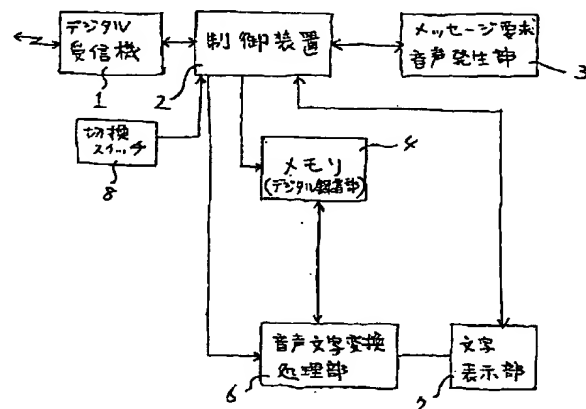 デジタル
受信機
1
制御装置
2
メッセージ要求
音声発生部
3
切換
スイッチ
8
メモリ
(デジタル録音部)
4
音声文字変換
処理部
6
文字
表示部
7